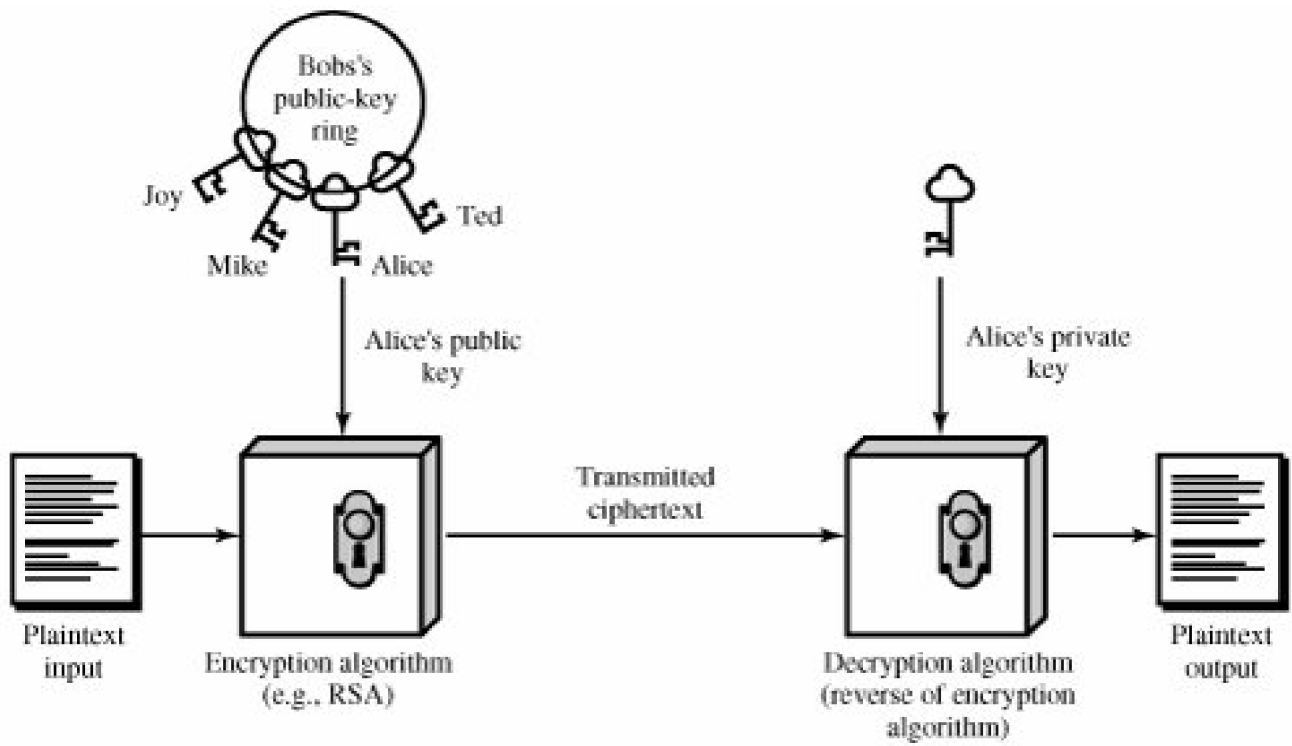 Bobs's
public-key
ring
Joy
Ted
Mike
Alice
Alice's public
key
Alice's private
key
Transmitted
ciphertext
Plaintext
input
Encryption algorithm
(e.g., RSA)
Decryption algorithm
(reverse of encryption
algorithm)
Plaintext
output